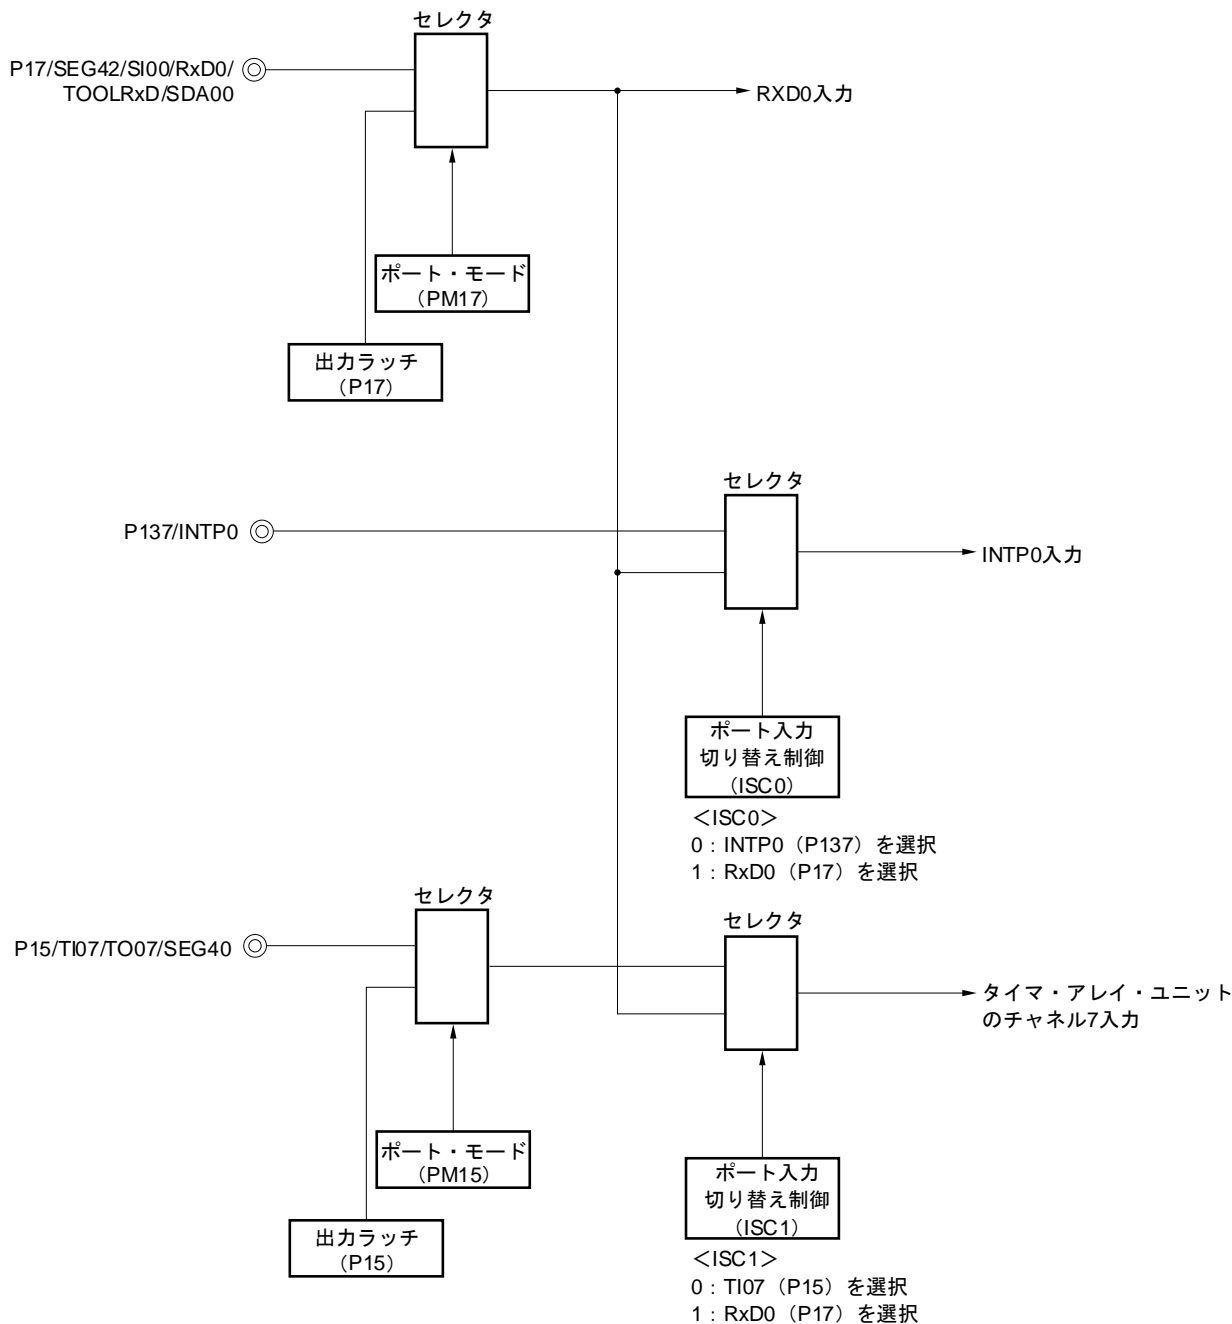 セレクタ
P17/SEG42/SI00/RxD0/
TOOLRxD/SDA00
RXD0入力
ポート・モード
（PM17）
出力ラッチ
（P17）
セレクタ
P137/INTP0
INTP0入力
ポート入力
切り替え制御
（ISC0）
＜ISC0＞
0：INTP0（P137）を選択
1：RxD0（P17）を選択
セレクタ
セレクタ
P15/TI07/TO07/SEG40
タイマ・アレイ・ユニット
のチャネル7入力
ポート・モード
（PM15）
ポート入力
切り替え制御
（ISC1）
出力ラッチ
（P15）
＜ISC1＞
0：TI07（P15）を選択
1：RxD0（P17）を選択